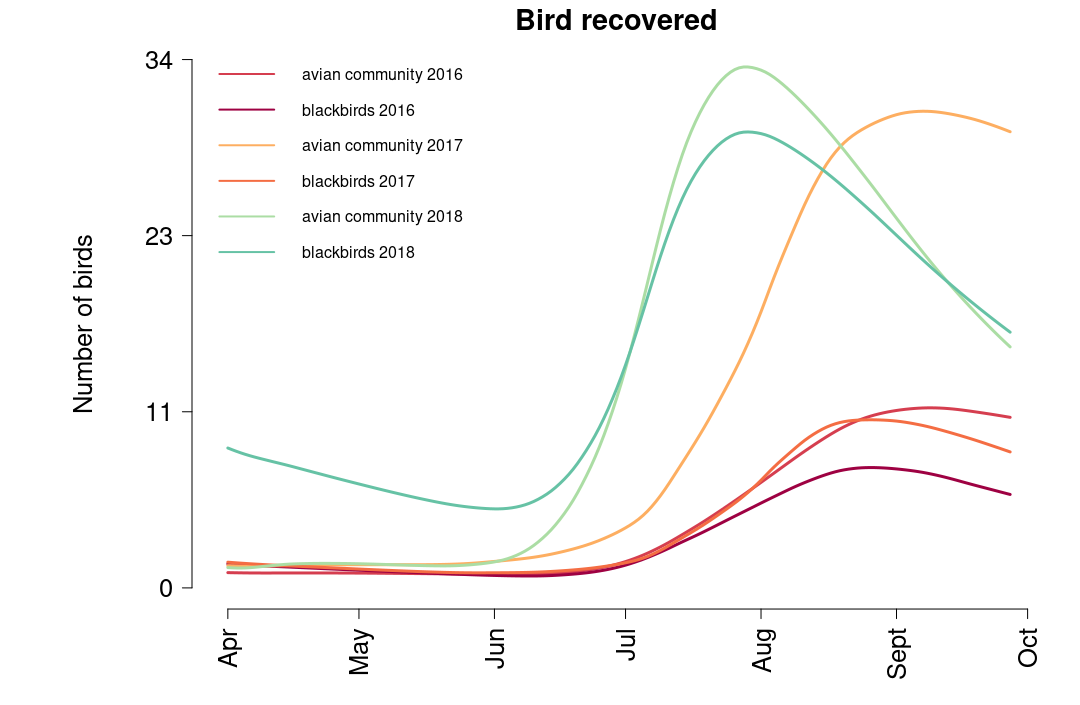 Bird recovered
34
23
11
0
Number of birds
avian community 2016
blackbirds 2016
avian community 2017
blackbirds 2017
avian community 2018
blackbirds 2018
Apr
May
Jun
Jul
Aug
Sept
Oct